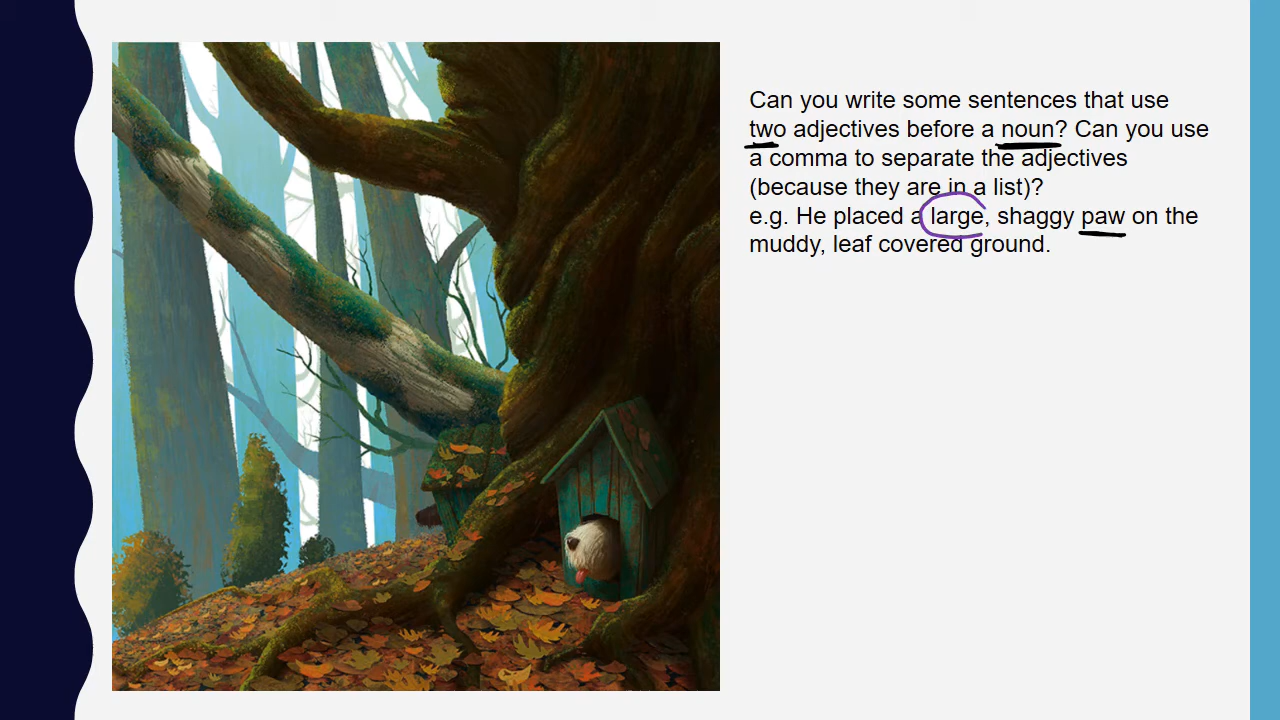 Can you write some sentences that use
two adjectives before a noun? Can you use
a comma to separate the adjectives
(because they are in a list)?
e.g. He placed a large, shaggy paw on the
muddy, leaf covered ground.